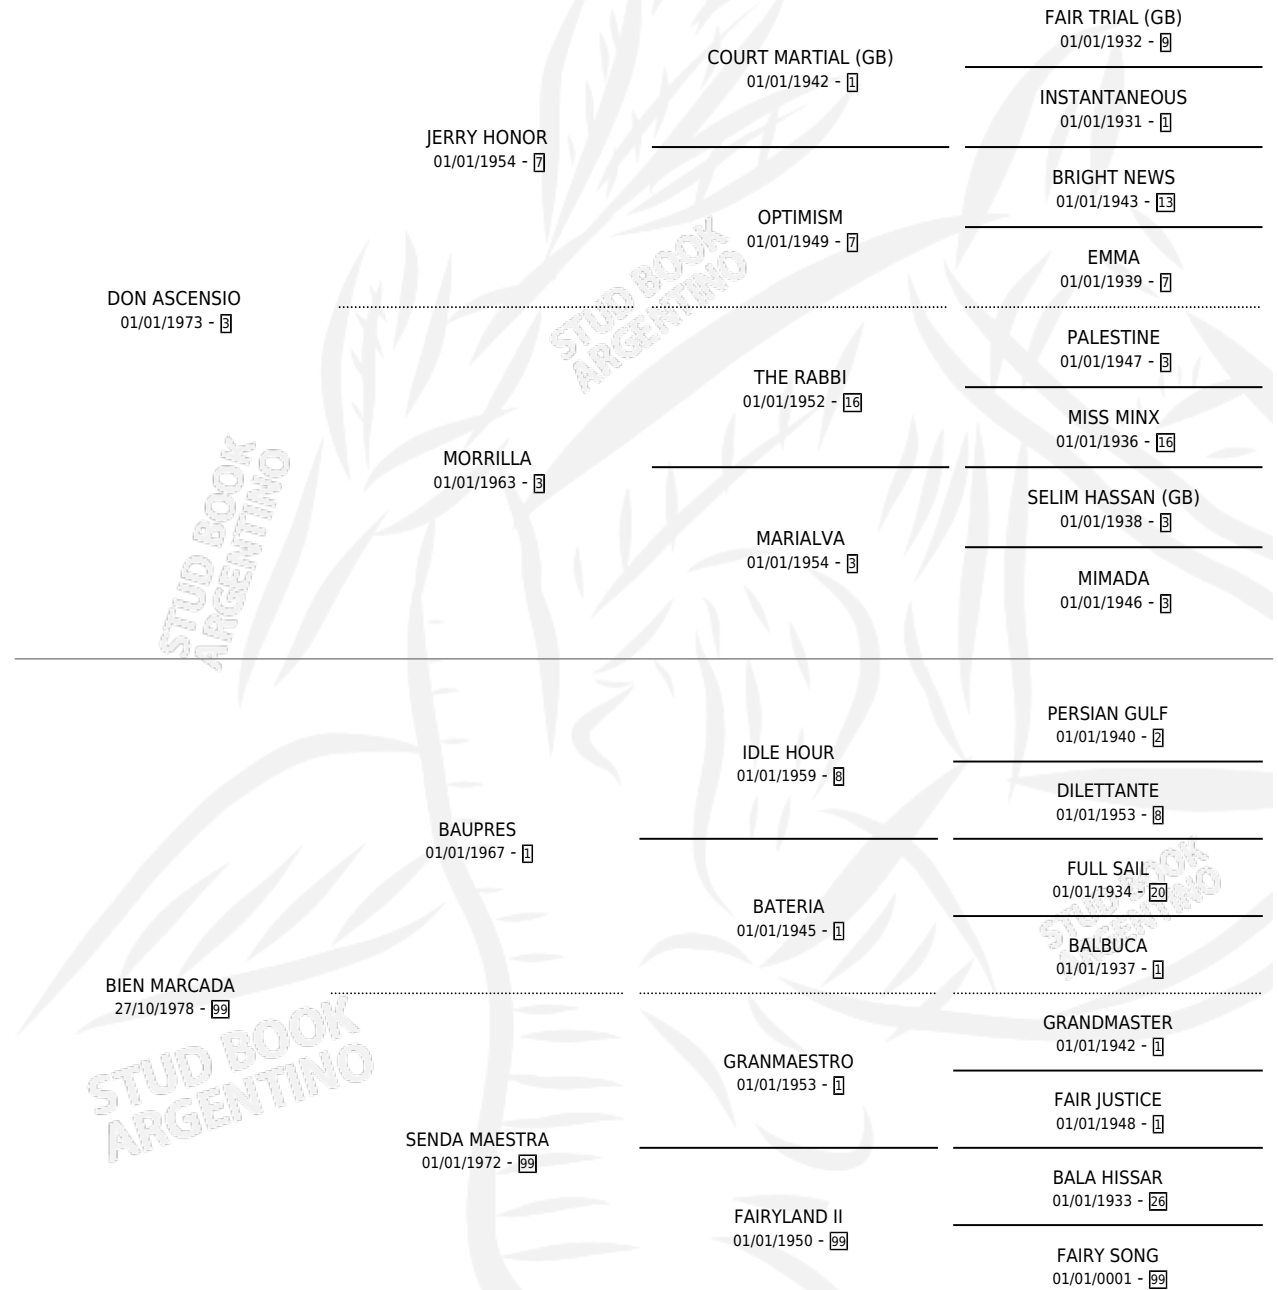 FAIR TRIAL (GB)
01/01/1932 - 9
COURT MARTIAL (GB)
01/01/1942 - 1
INSTANTANEOUS
01/01/1931 - 1
JERRY HONOR
01/01/1954 - 7
BRIGHT NEWS
01/01/1943 - 13
OPTIMISM
01/01/1949 - 7
EMMA
01/01/1939 - 7
DON ASCENSIO
01/01/1973 - 3
PALESTINE
01/01/1947 - 3
THE RABBI
01/01/1952 - 16
MISS MINX
01/01/1936 - 16
MORRILLA
01/01/1963 - 3
SELIM HASSAN (GB)
01/01/1938 - 3
MARIALVA
01/01/1954 - 3
MIMADA
01/01/1946 - 3
PERSIAN GULF
01/01/1940 - 2
IDLE HOUR
01/01/1959 - 8
DILETTANTE
01/01/1953 - 8
BAUPRES
01/01/1967 - 1
FULL SAIL
01/01/1934 - 20
BATERIA
01/01/1945 - 1
BALBUCA
01/01/1937 - 1
BIEN MARCADA
27/10/1978 - 99
GRANDMASTER
01/01/1942 - 1
GRANMAESTRO
01/01/1953 - 1
FAIR JUSTICE
01/01/1948 - 1
SENDA MAESTRA
01/01/1972 - 99
BALA HISSAR
01/01/1933 - 26
FAIRYLAND II
01/01/1950 - 99
FAIRY SONG
01/01/0001 - 99
STUD BOOK
ARGENTINO
STUD BOOK
ARGENTINO
STUD BOOK
ARGENTINO
STUD BOOK
ARGENTINO